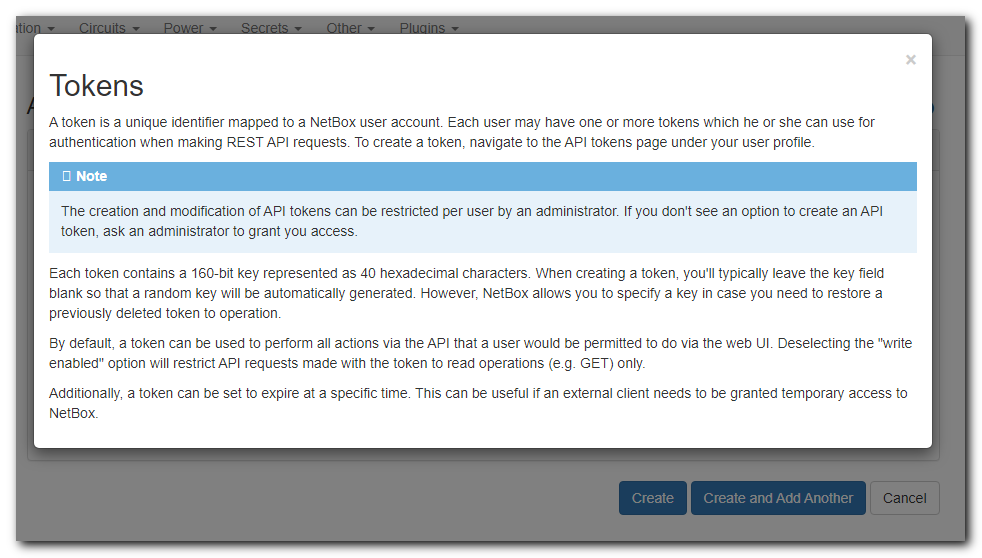 ation Circuits Power Secrets Other Plugins
×
Tokens
A token is a unique identifier mapped to a NetBox user account. Each user may have one or more tokens which he or she can use for
authentication when making REST API requests. To create a token, navigate to the API tokens page under your user profile.
Note
The creation and modification of API tokens can be restricted per user by an administrator. If you don't see an option to create an API
token, ask an administrator to grant you access.
Each token contains a 160-bit key represented as 40 hexadecimal characters. When creating a token, you'll typically leave the key field
blank so that a random key will be automatically generated. However, NetBox allows you to specify a key in case you need to restore a
previously deleted token to operation.
By default, a token can be used to perform all actions via the API that a user would be permitted to do via the web UI. Deselecting the "write
enabled" option will restrict API requests made with the token to read operations (e.g. GET) only.
Additionally, a token can be set to expire at a specific time. This can be useful if an external client needs to be granted temporary access to
NetBox.
Create Create and Add Another Cancel